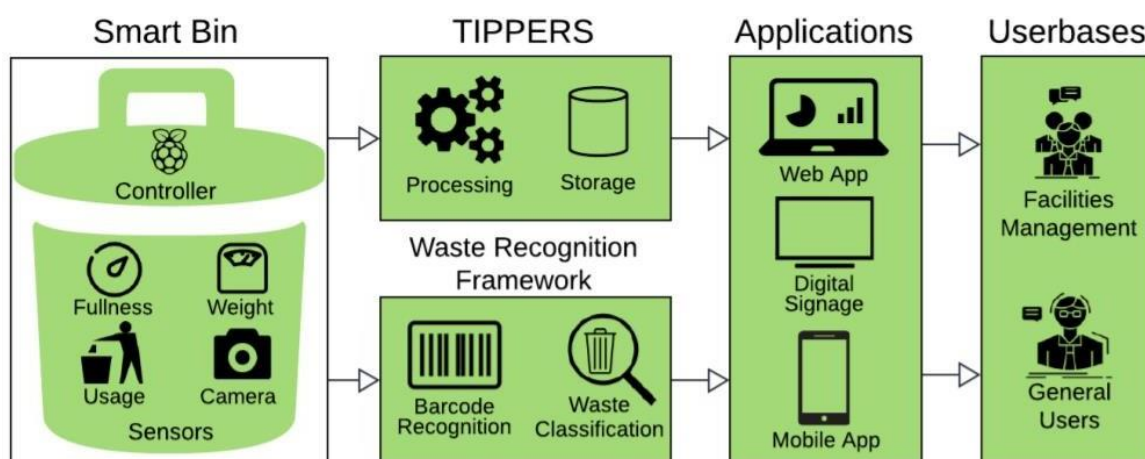 Smart Bin
Controller
Fullness
Weight
Usage
Camera
Sensors
TIPPERS
Processing
Storage
Waste Recognition
Framework
Barcode
Recognition
Waste
Classification
Applications
Web App
Digital
Signage
Mobile App
Userbases
Facilities
Management
General
Users